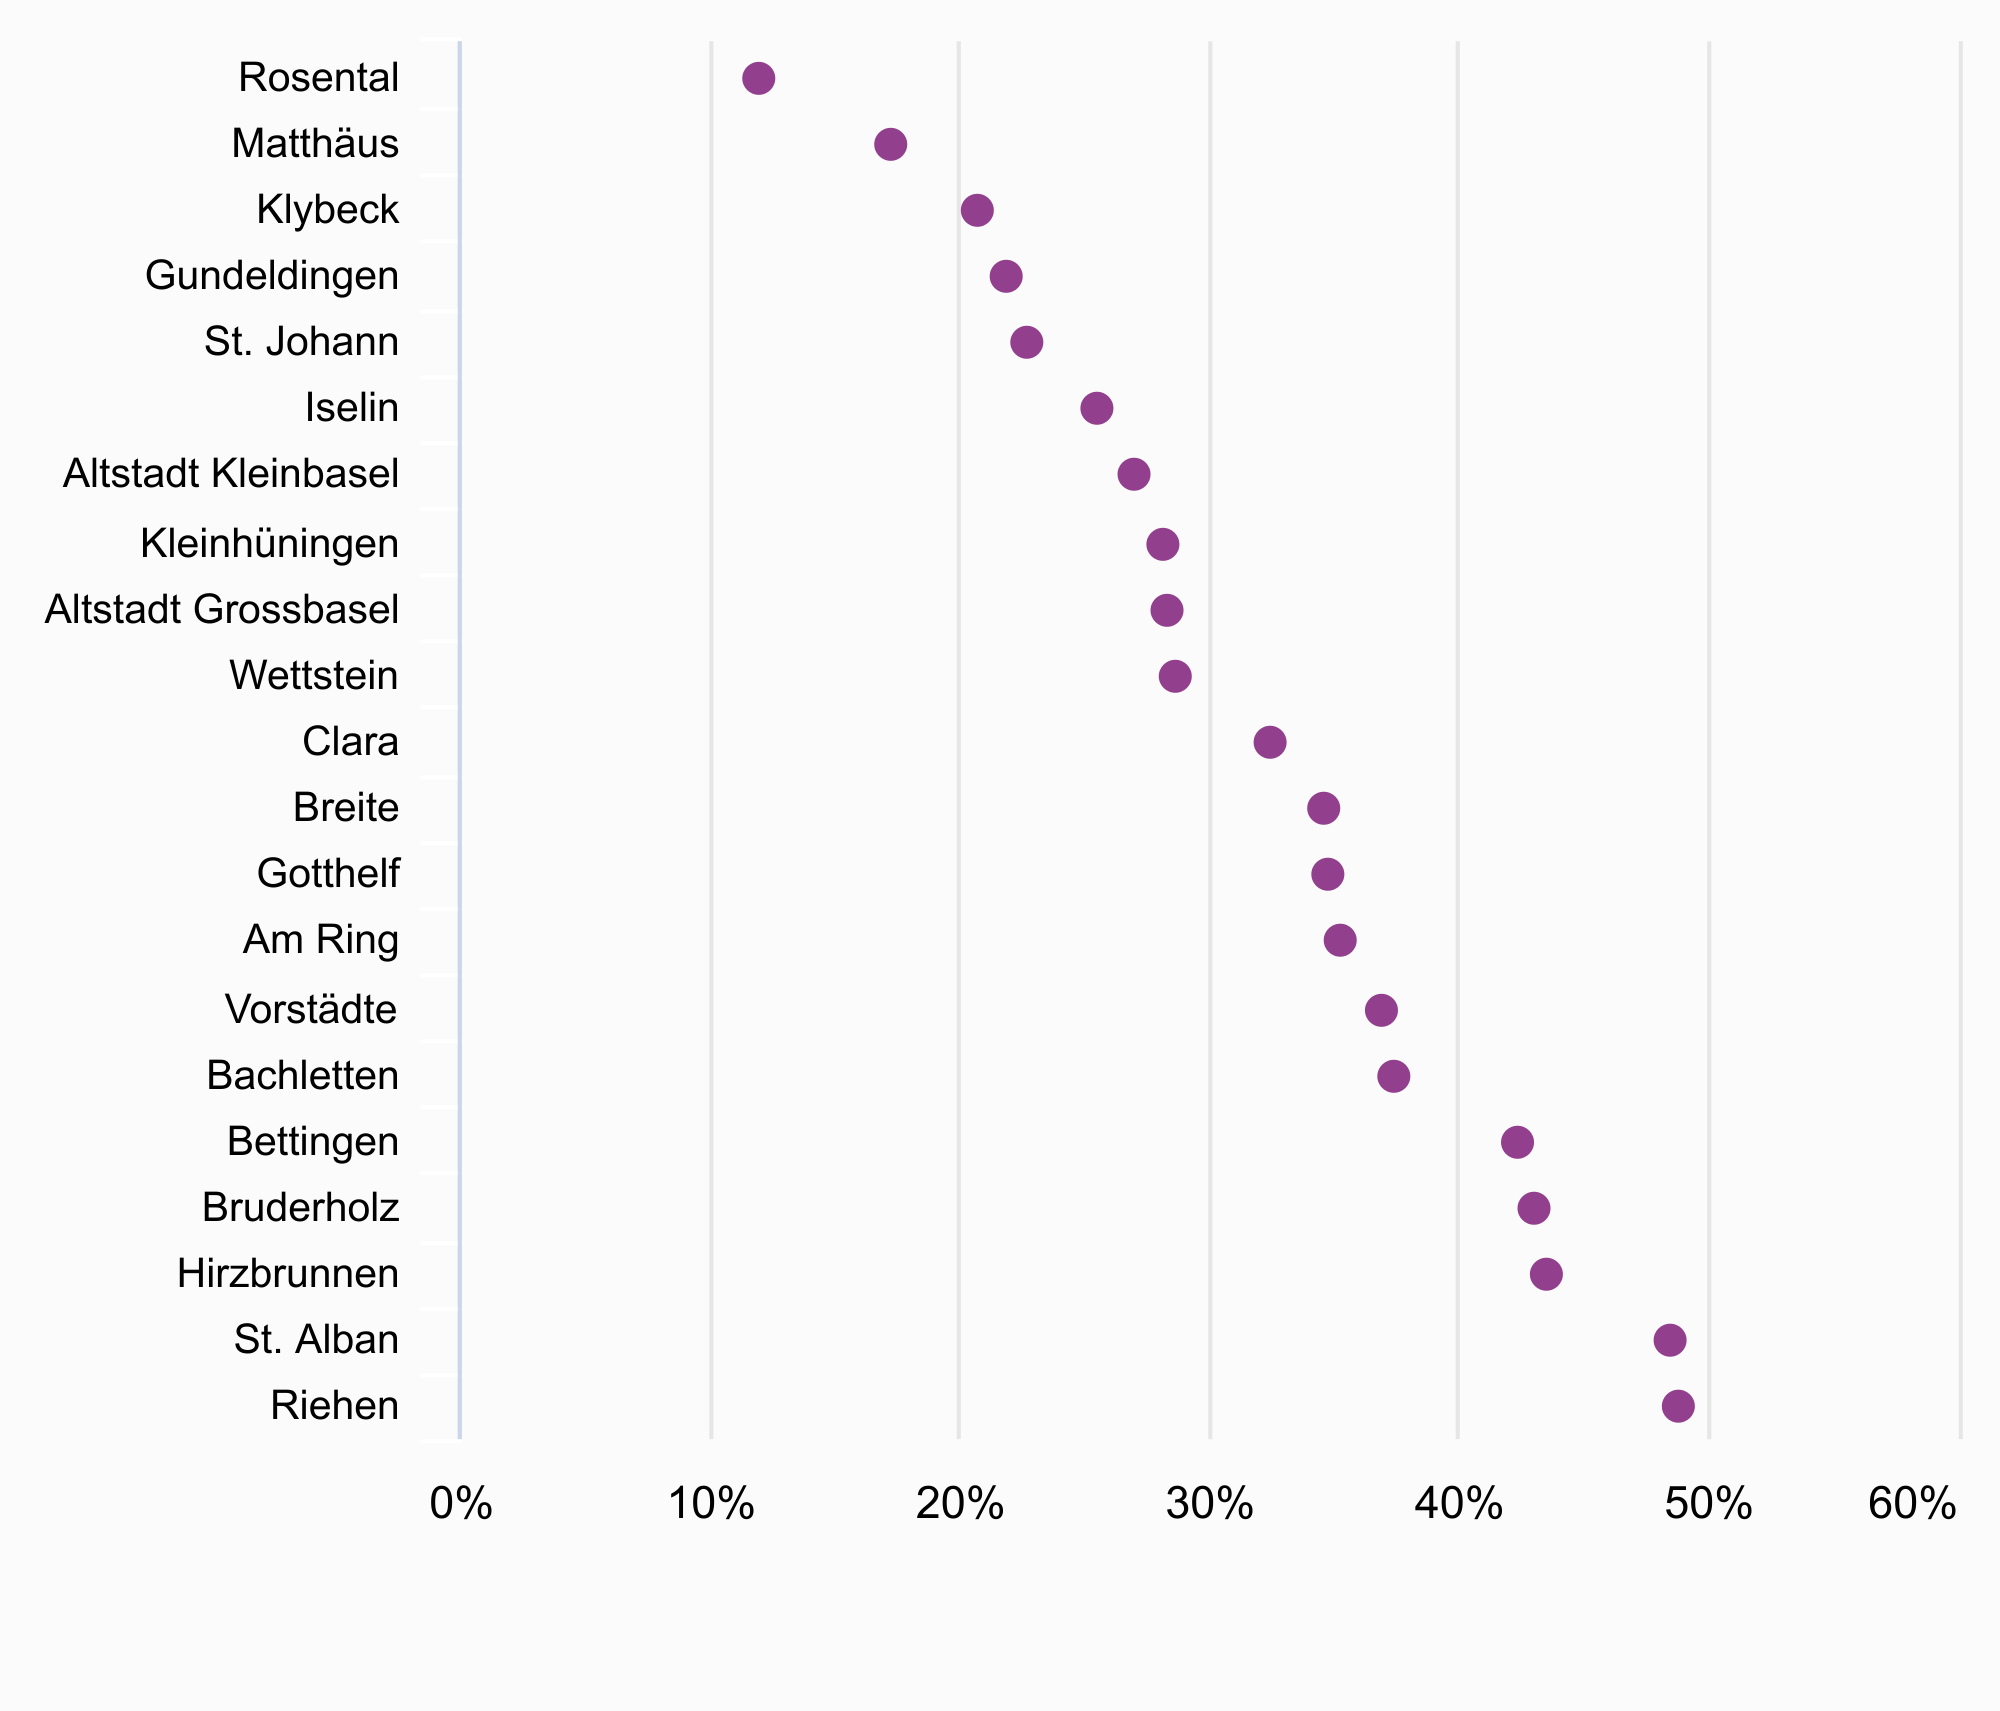 Rosental
Matthäus
Klybeck
Gundeldingen
St. Johann
Iselin
Altstadt Kleinbasel
Kleinhüningen
Altstadt Grossbasel
Wettstein
Clara
Breite
Gotthelf
Am Ring
Vorstädte
Bachletten
Bettingen
Bruderholz
Hirzbrunnen
St. Alban
Riehen
0% 10% 20% 30% 40% 50% 60%